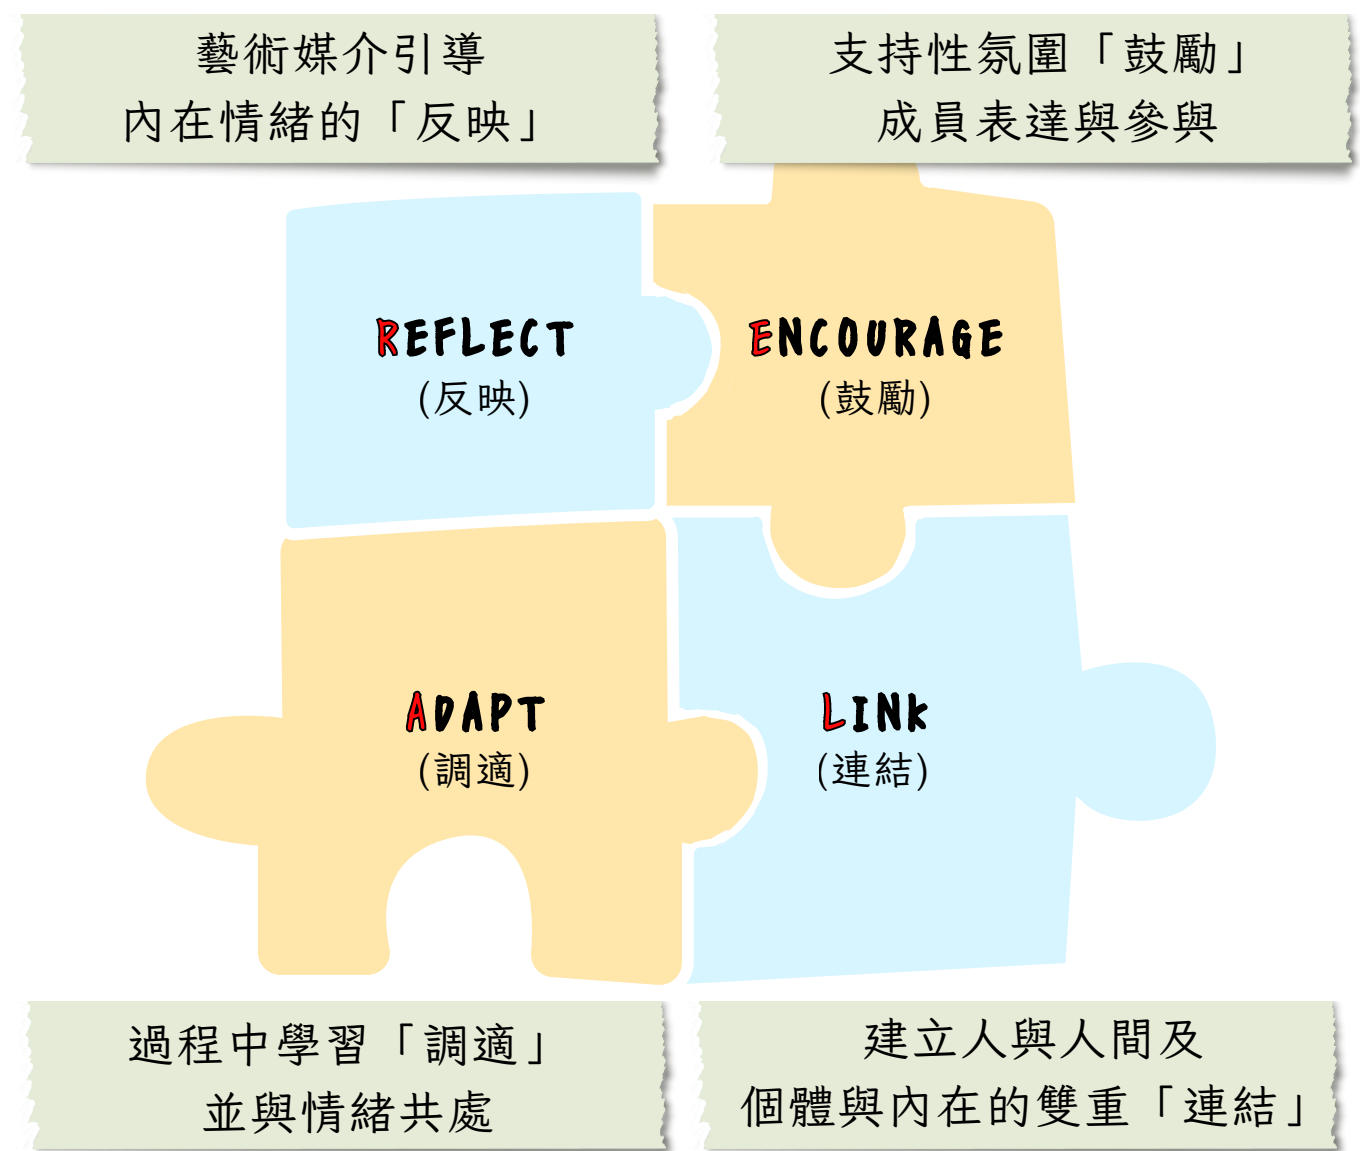 藝術媒介引導
內在情緒的「反映」
支持性氛圍「鼓勵」
成員表達與參與
REFLECT
(反映)
ENCOURAGE
(鼓勵)
ADAPT
(調適)
LINK
(連結)
過程中學習「調適」
並與情緒共處
建立人與人間及
個體與內在的雙重「連結」